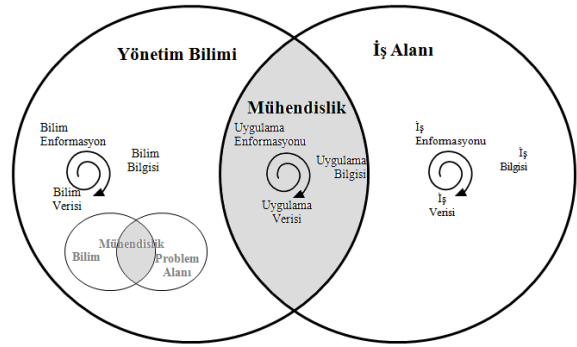 Yönetim Bilimi
İş Alanı
Mühendislik
Bilim
Enformasyon
Bilim
Bilgisi
Bilim
Verisi
Uygulama
Enformasyonu
Uygulama
Bilgisi
Uygulama
Verisi
İş
Enformasyonu
İş
Bilgisi
İş
Verisi
Mühendislik
Bilim
Problem
Alanı